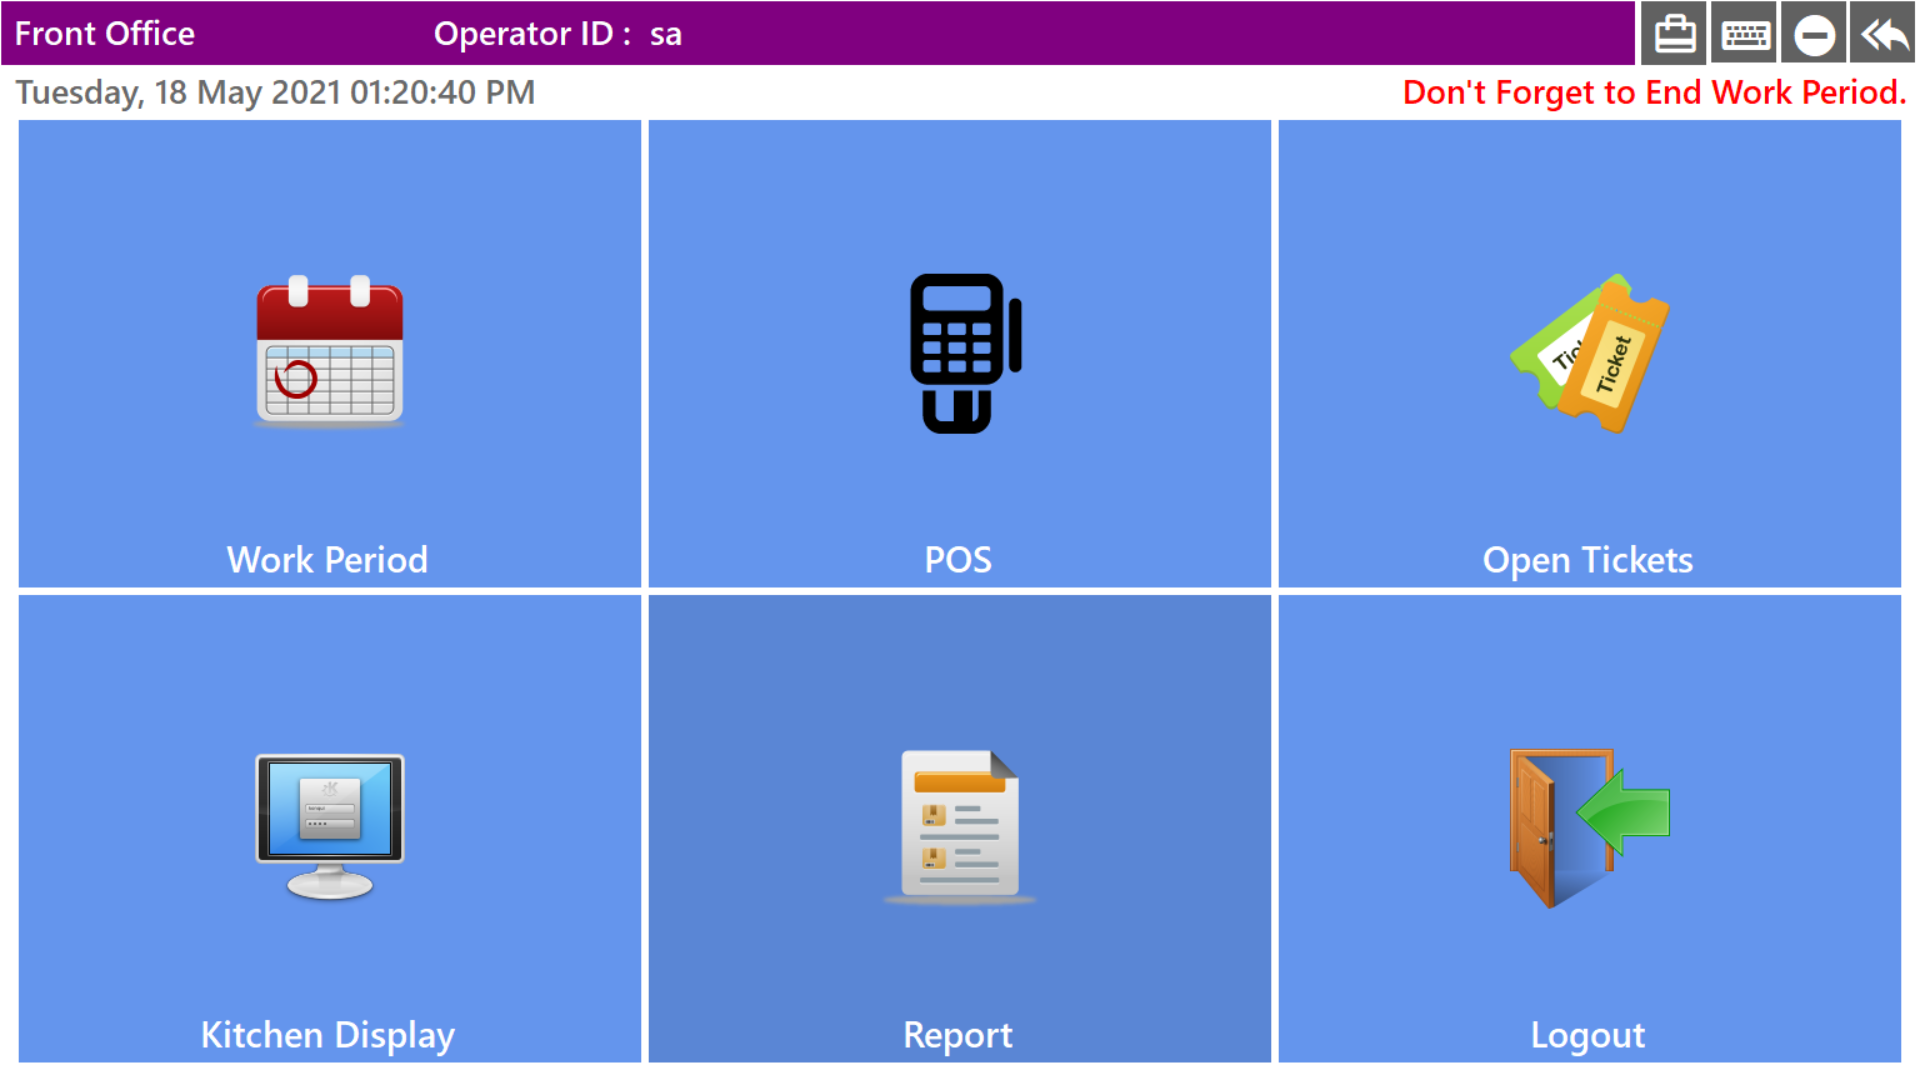 Front Office Operator ID : sa
Tuesday, 18 May 2021 01:20:40 PM Don't Forget to End Work Period.
Tic
Ticket
Work Period POS Open Tickets
Kitchen Display Report Logout